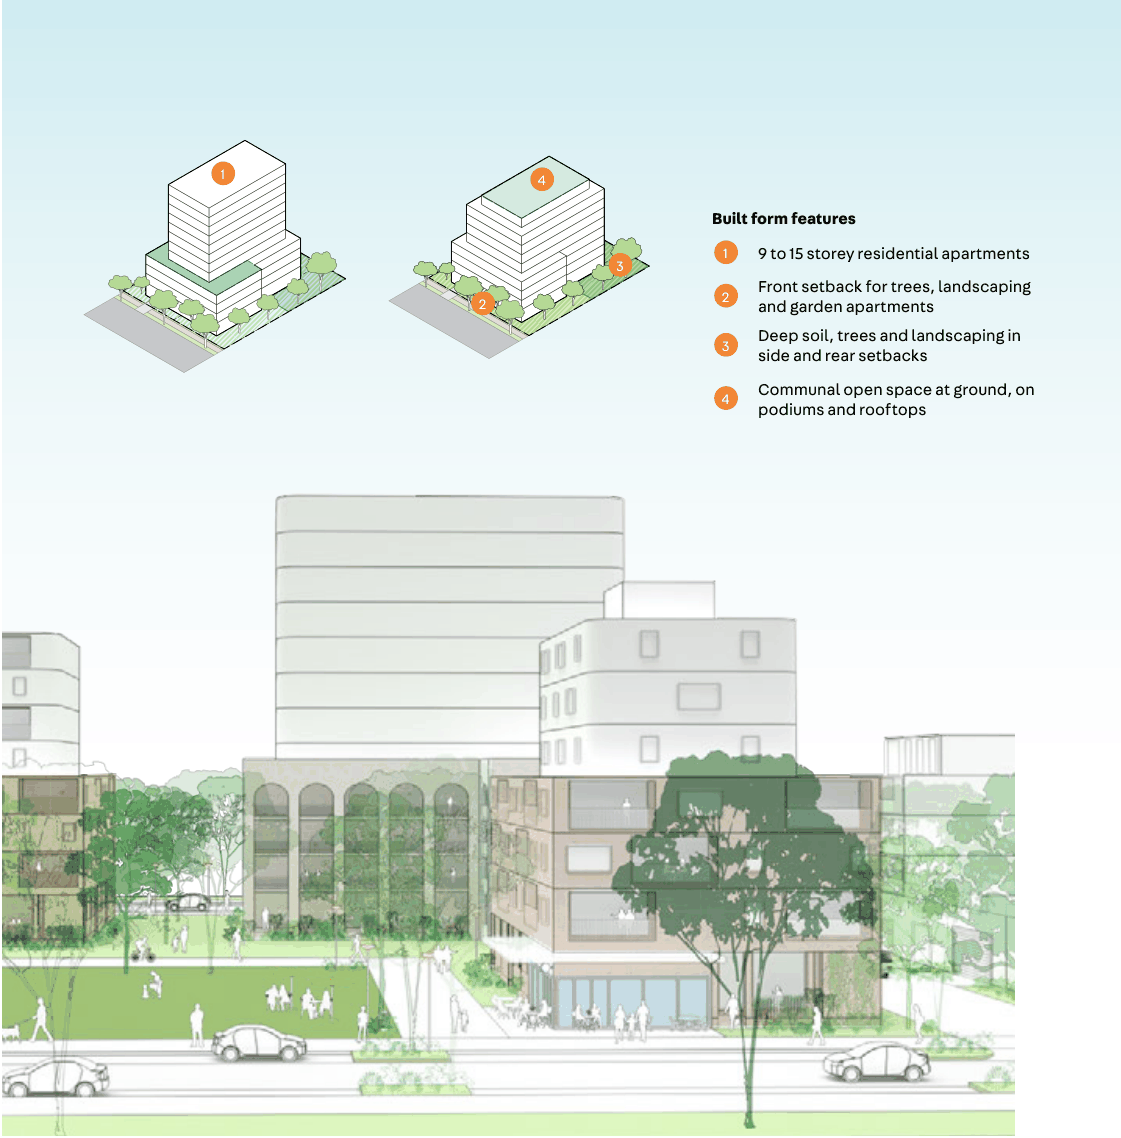 1
4
3
2
Built form features
1 9 to 15 storey residential apartments
2 Front setback for trees, landscaping
and garden apartments
3 Deep soil, trees and landscaping in
side and rear setbacks
4 Communal open space at ground, on
podiums and rooftops